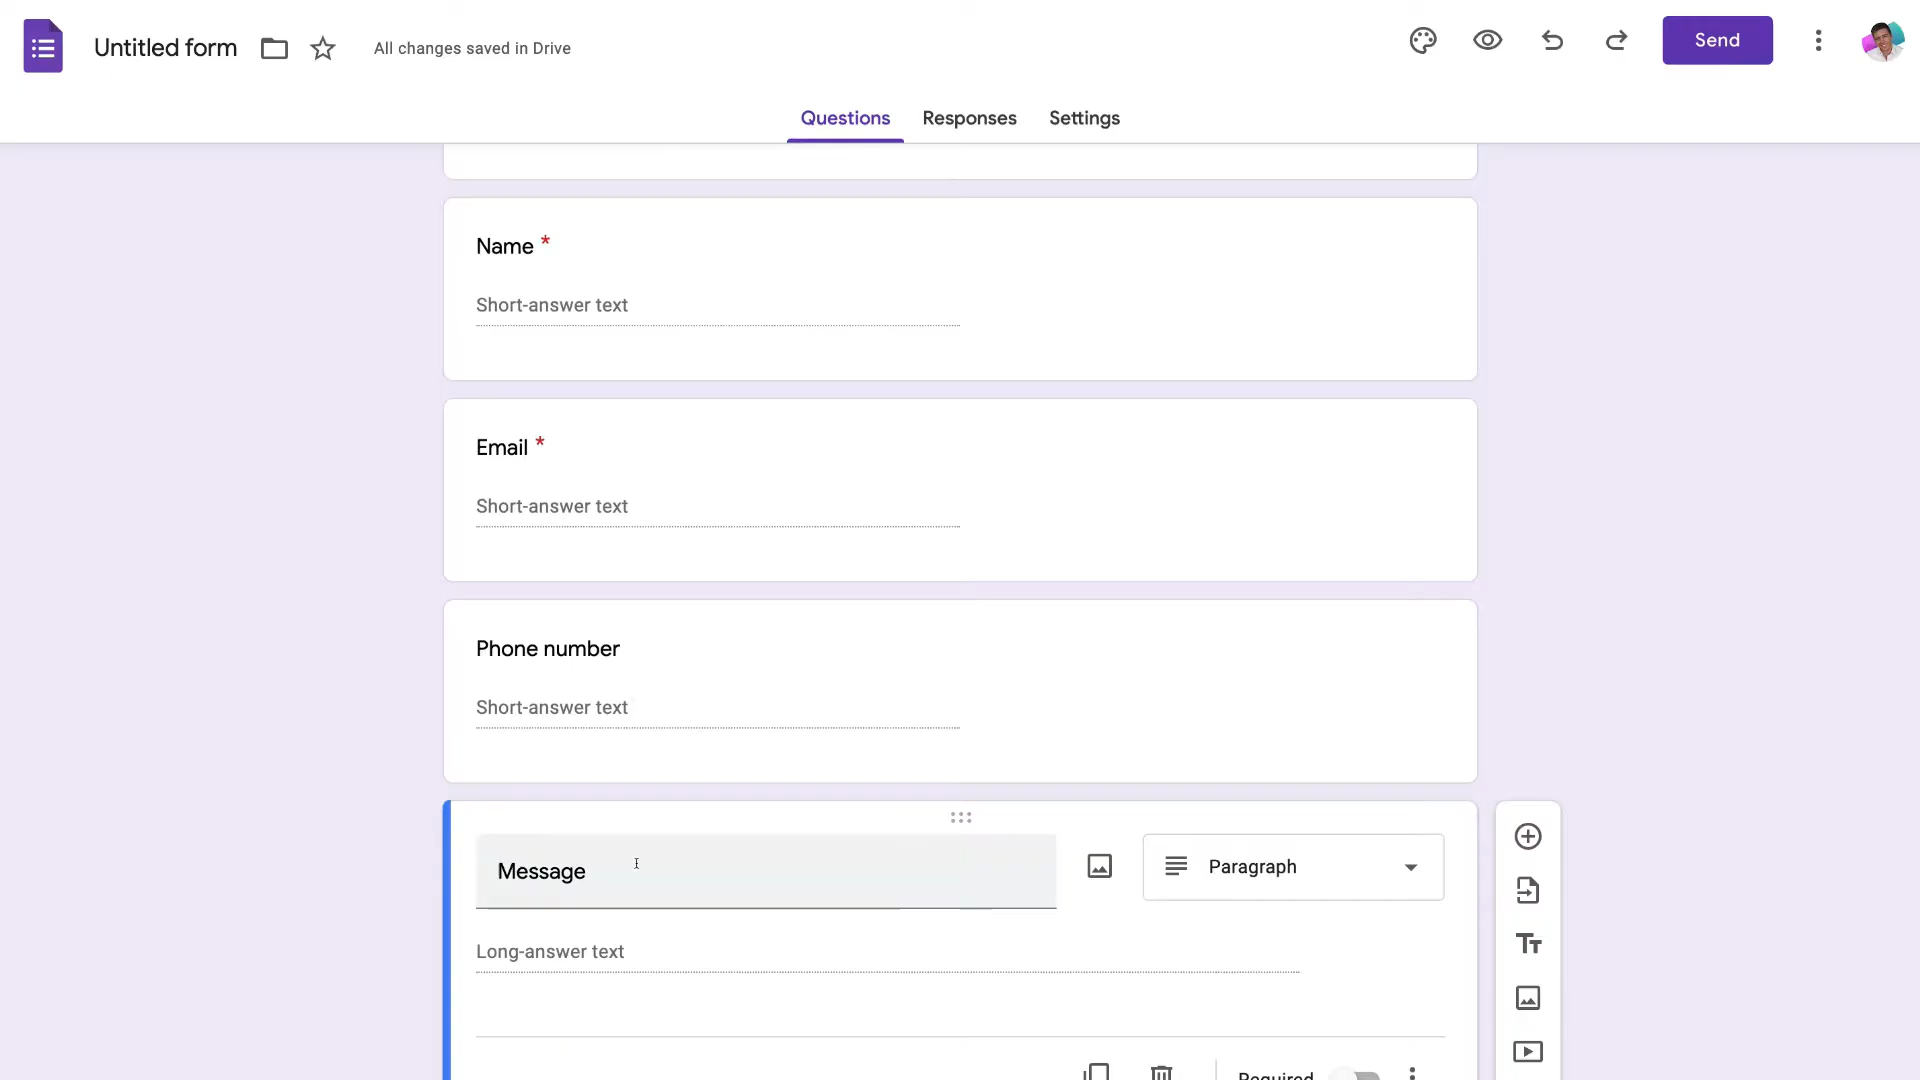 Untitled form
All changes saved in Drive
Send
Questions Responses Settings
Name *
Short-answer text
Email *
Short-answer text
Phone number
Short-answer text
Message
Paragraph
Long-answer text
Required